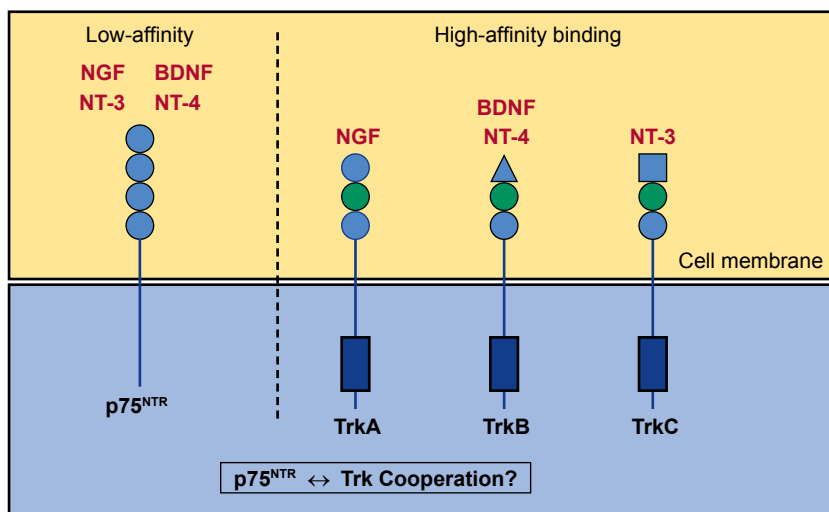 Low-affinity
High-affinity binding
NGF BDNF
NT-3 NT-4
NGF
BDNF
NT-4
NT-3
Cell membrane
p75NTR
TrkA
TrkB
TrkC
p75NTR ↔ Trk Cooperation?